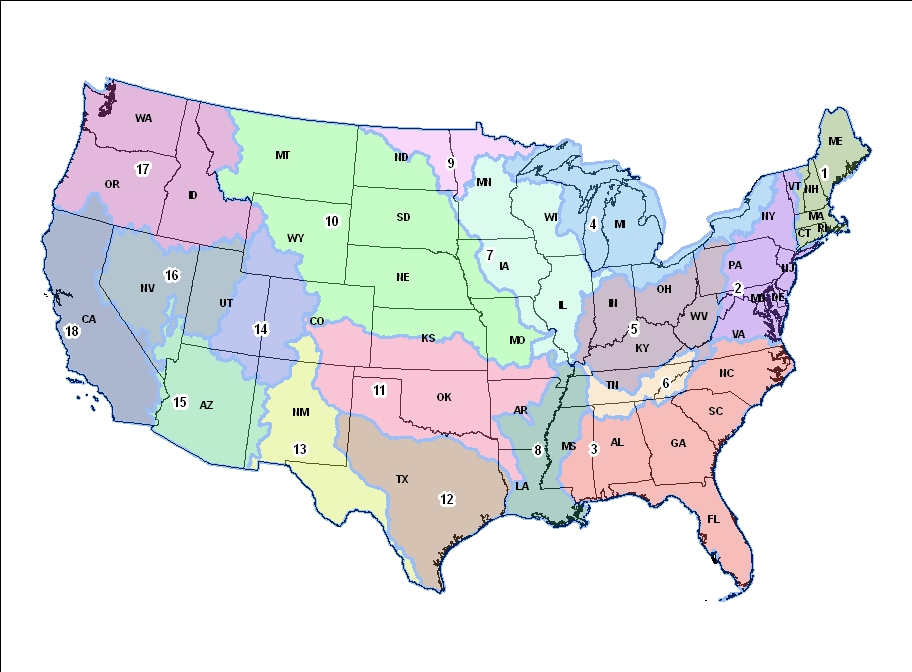 WA
ME
MT
ND
9
17
1
MN
VT
NH
OR
ID
SD
10
WI
4
MI
NY
MA
RI
CT
WY
7
IA
PA
NJ
16
NE
OH
2
MD
DE
NV
UT
IL
IN
WV
CA
18
14
CO
5
VA
KS
MO
KY
NC
TN
6
11
OK
15
AZ
NM
AR
SC
13
8
MS
3
AL
GA
TX
LA
12
FL